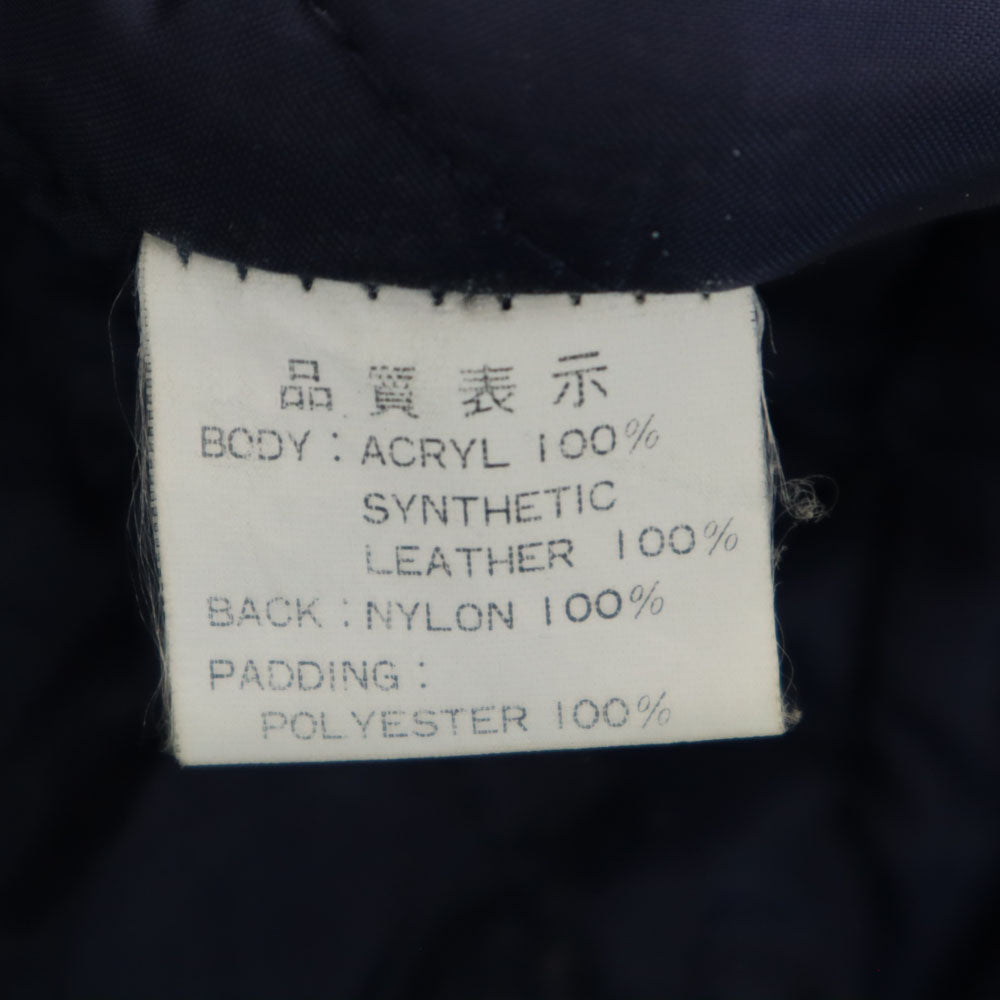 品質表示
BODY : ACRYL 100%
SYNTHETIC
LEATHER 100%
BACK : NYLON 100%
PADDING :
POLYESTER 100%